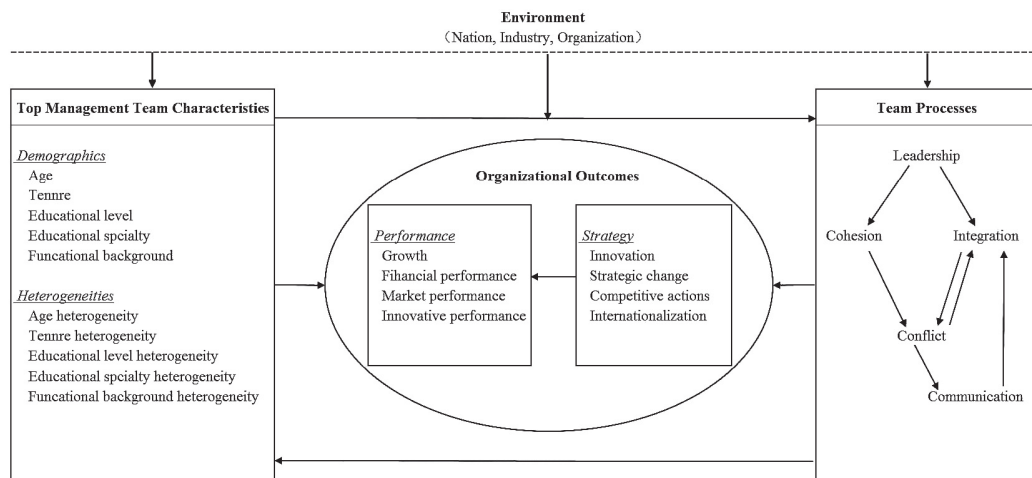 Environment
(Nation, Industry, Organization)
Top Management Team Characteristics
Demographics
Age
Tennre
Educational level
Educational spcialty
Funcational background
Heterogeneities
Age heterogeneity
Tennre heterogeneity
Educational level heterogeneity
Educational spcialty heterogeneity
Funcational background heterogeneity
Organizational Outcomes
Performance
Growth
Fihancial performance
Market performance
Innovative performance
Strategy
Innovation
Strategic change
Competitive actions
Internationalization
Team Processes
Leadership
Cohesion
Integration
Conflict
Communication